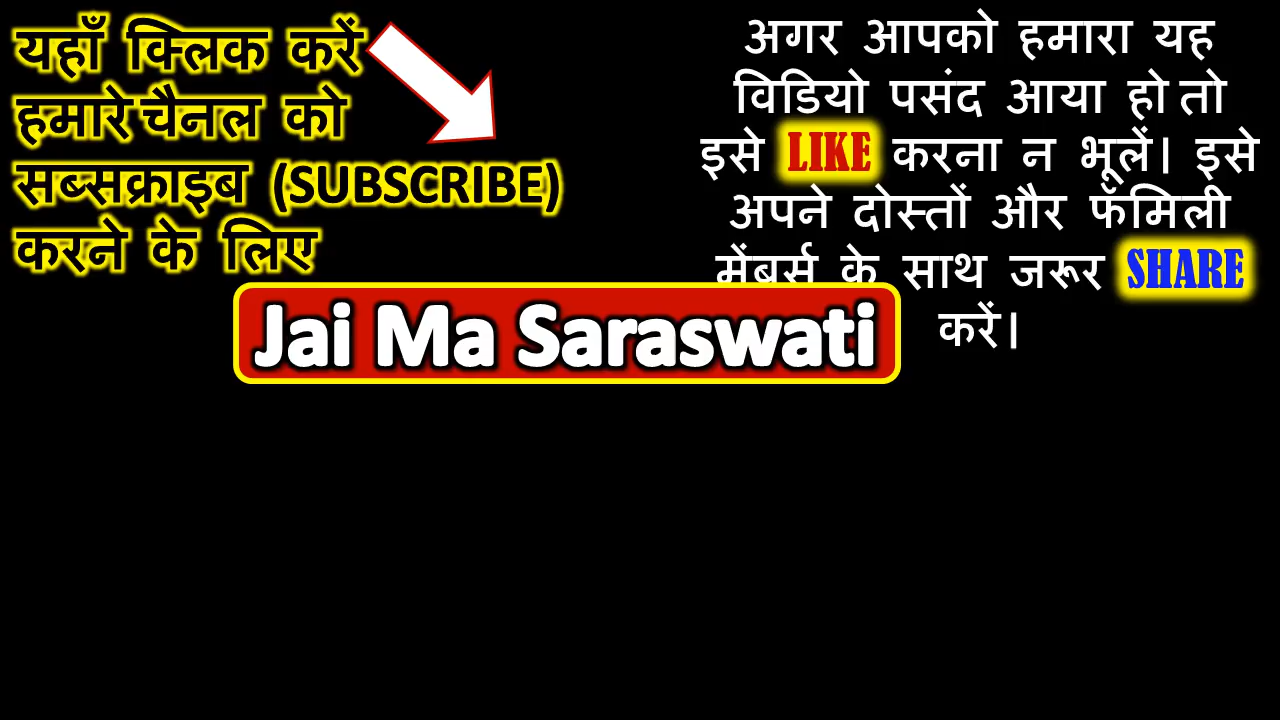 यहाँ क्लिक करें
हमारे चैनल को
सब्सक्राइब (SUBSCRIBE)
करने के लिए
अगर आपको हमारा यह
विडियो पसंद आया हो तो
इसे LIKE करना न भूलें। इसे
अपने दोस्तों और फॅमिली
मेंबर्स के साथ जरूर SHARE
करें।
Jai Ma Saraswati